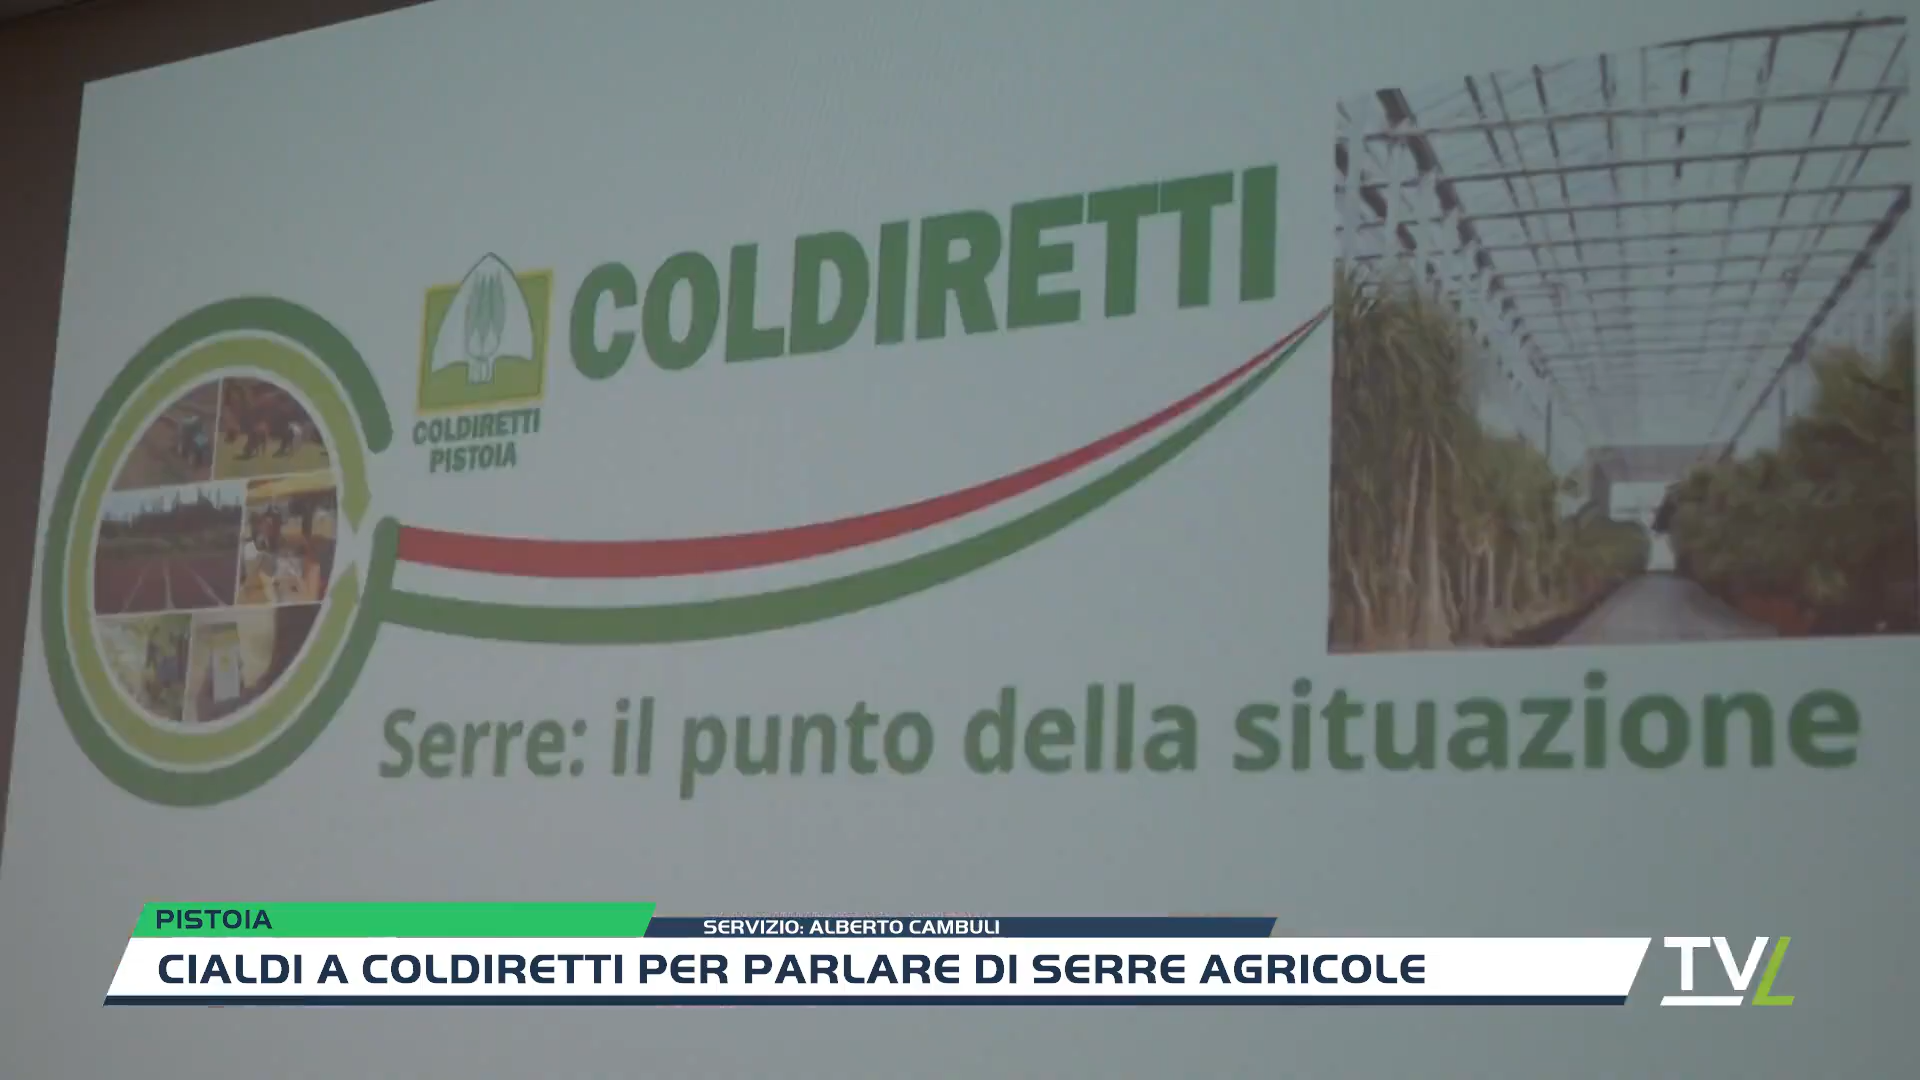 COLDIRETTI
COLDIRETTI
PISTOIA
Serre: il punto della situazione
PISTOIA
SERVIZIO: ALBERTO CAMBULI
CIALDI A COLDIRETTI PER PARLARE DI SERRE AGRICOLE
TVL